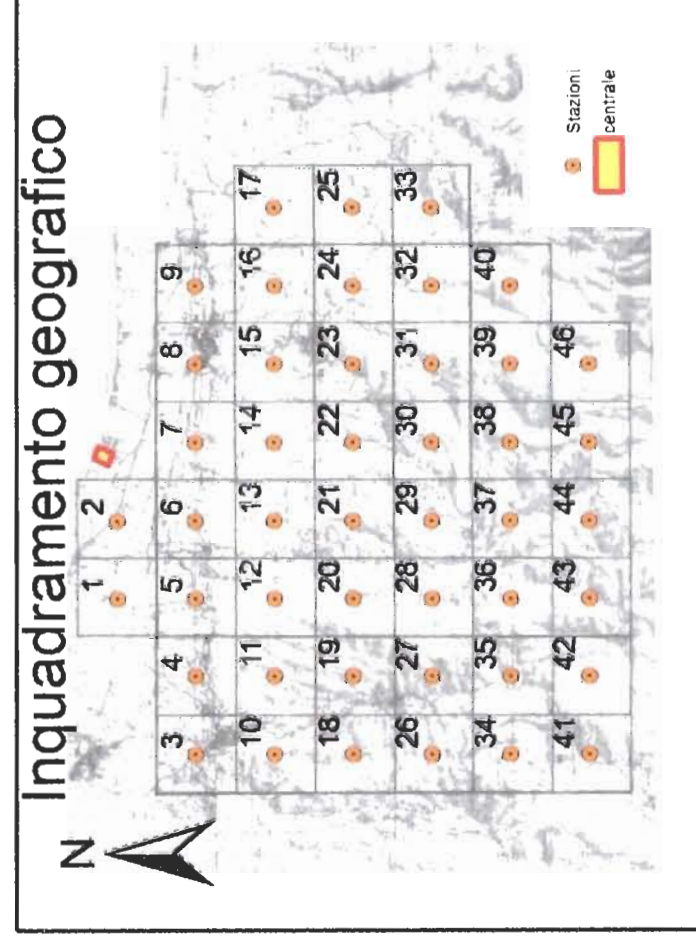 Inquadramento geografico
N
1 2
3 4 5 6 7 8 9
10 11 12 13 14 15 16 17
18 19 20 21 22 23 24 25
26 27 28 29 30 31 32 33
34 35 36 37 38 39 40
41 42 43 44 45 46
Stazioni
centrale